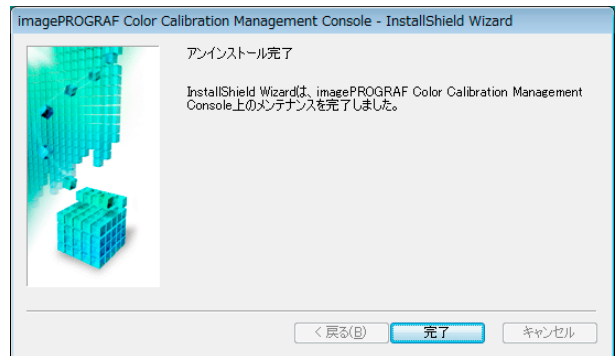 imagePROGRAF Color Calibration Management Console - InstallShield Wizard
アンインストール完了
InstallShield Wizardは、imagePROGRAF Color Calibration Management
Console上のメンテナンスを完了しました。
< 戻る(B)
完了
キャンセル